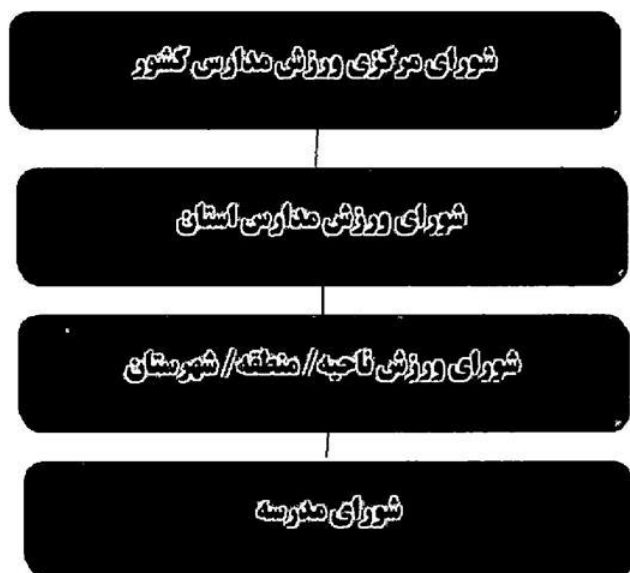 شورای مرکزی ورزش مدارس کشور
شورای ورزش مدارس استان
شورای ورزش ناحیه/ منطقه/ شهرستان
شورای مدرسه